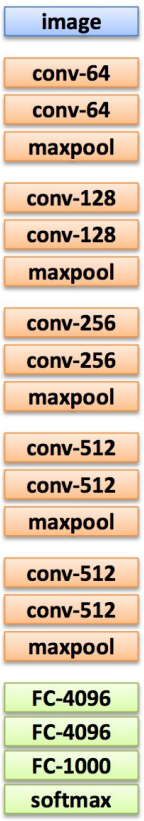 image
conv-64
conv-64
maxpool
conv-128
conv-128
maxpool
conv-256
conv-256
maxpool
conv-512
conv-512
maxpool
conv-512
conv-512
maxpool
FC-4096
FC-4096
FC-1000
softmax